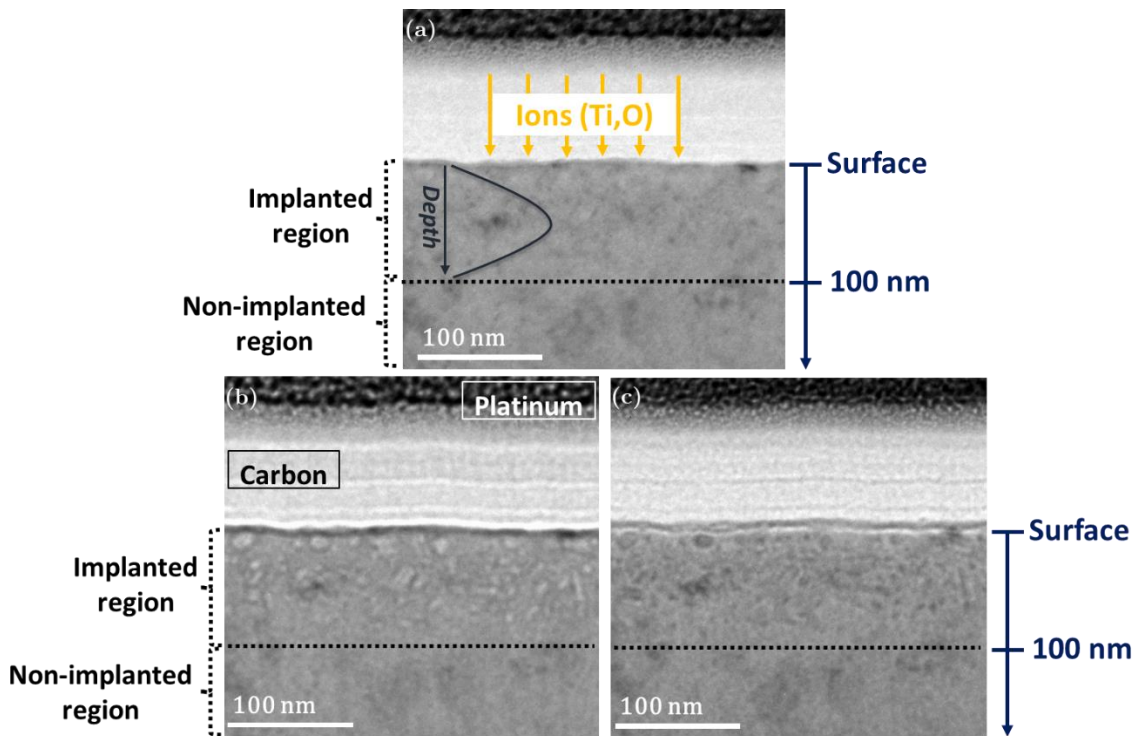 (a)
Ions (Ti,O)
Surface
Implanted
region
Depth
100 nm
Non-implanted
region
100 nm
(b)
Platinum
(c)
Carbon
Surface
Implanted
region
100 nm
Non-implanted
region
100 nm
100 nm